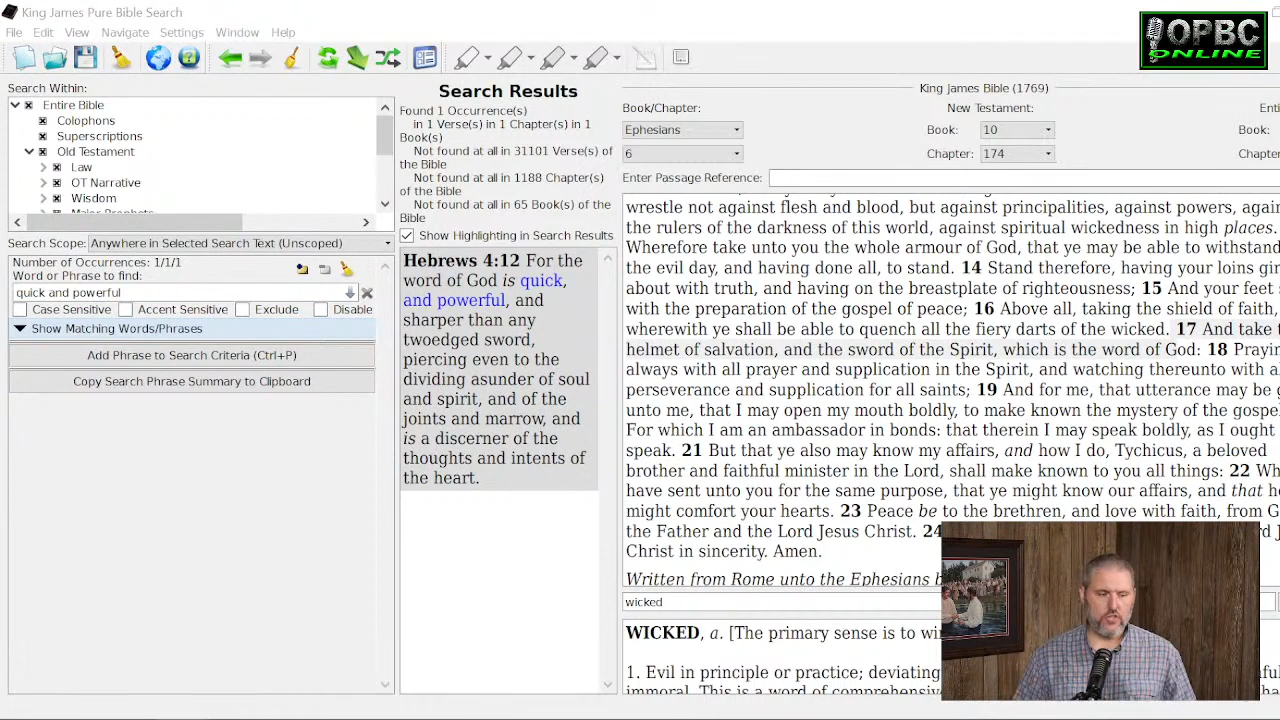 King James Pure Bible Search
File Edit View Navigate Settings Window Help
OPBC
ONLINE
Search Within:
Entire Bible
Colophons
Superscriptions
Old Testament
Law
OT Narrative
Wisdom
Major Prophets
Search Scope: Anywhere in Selected Search Text (Unscoped)
Number of Occurrences: 1/1/1
Word or Phrase to find:
quick and powerful
Case Sensitive Accent Sensitive Exclude Disable
Show Matching Words/Phrases
Add Phrase to Search Criteria (Ctrl+P)
Copy Search Phrase Summary to Clipboard
Search Results
Found 1 Occurrence(s)
in 1 Verse(s) in 1 Chapter(s) in 1
Book(s)
Not found at all in 31101 Verse(s) of
the Bible
Not found at all in 1188 Chapter(s)
of the Bible
Not found at all in 65 Book(s) of the
Bible
Show Highlighting in Search Results
Hebrews 4:12 For the
word of God is quick,
and powerful, and
sharper than any
twoedged sword,
piercing even to the
dividing asunder of soul
and spirit, and of the
joints and marrow, and
is a discerner of the
thoughts and intents of
the heart.
King James Bible (1769)
Book/Chapter: New Testament: Enti
Ephesians Book: 10 Book:
6 Chapter: 174 Chapte
Enter Passage Reference:
wrestle not against flesh and blood, but against principalities, against powers, again
the rulers of the darkness of this world, against spiritual wickedness in high places.
Wherefore take unto you the whole armour of God, that ye may be able to withstand
the evil day, and having done all, to stand. 14 Stand therefore, having your loins gir
about with truth, and having on the breastplate of righteousness; 15 And your feet s
with the preparation of the gospel of peace; 16 Above all, taking the shield of faith,
wherewith ye shall be able to quench all the fiery darts of the wicked. 17 And take t
helmet of salvation, and the sword of the Spirit, which is the word of God: 18 Prayin
always with all prayer and supplication in the Spirit, and watching thereunto with al
perseverance and supplication for all saints; 19 And for me, that utterance may be g
unto me, that I may open my mouth boldly, to make known the mystery of the gospe
For which I am an ambassador in bonds: that therein I may speak boldly, as I ought
speak. 21 But that ye also may know my affairs, and how I do, Tychicus, a beloved
brother and faithful minister in the Lord, shall make known to you all things: 22 Wh
have sent unto you for the same purpose, that ye might know our affairs, and that h
might comfort your hearts. 23 Peace be to the brethren, and love with faith, from G
the Father and the Lord Jesus Christ. 24
Christ in sincerity. Amen.
Written from Rome unto the Ephesians b
wicked
WICKED, a. [The primary sense is to wi
1. Evil in principle or practice; deviating
immoral. This is a word of comprehensiv